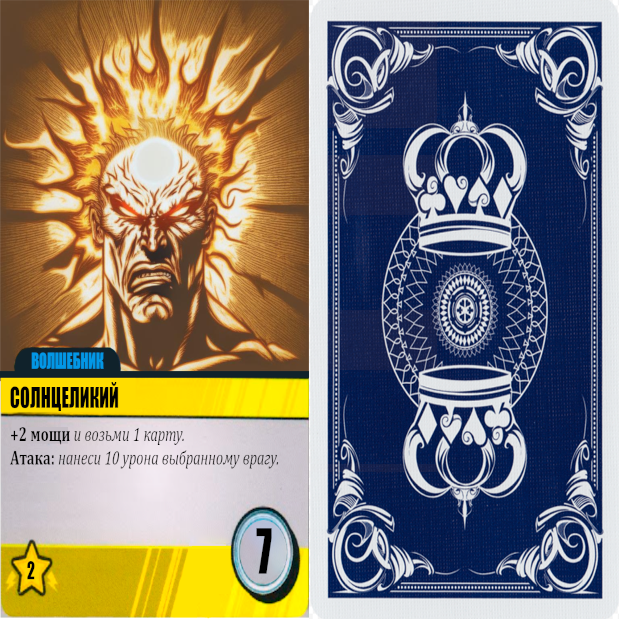 ВОЛШЕБНИК
СОЛНЦЕЛИКИЙ
+2 мощи и возьми 1 карту.
Атака: нанеси 10 урона выбранному врагу.
2
7